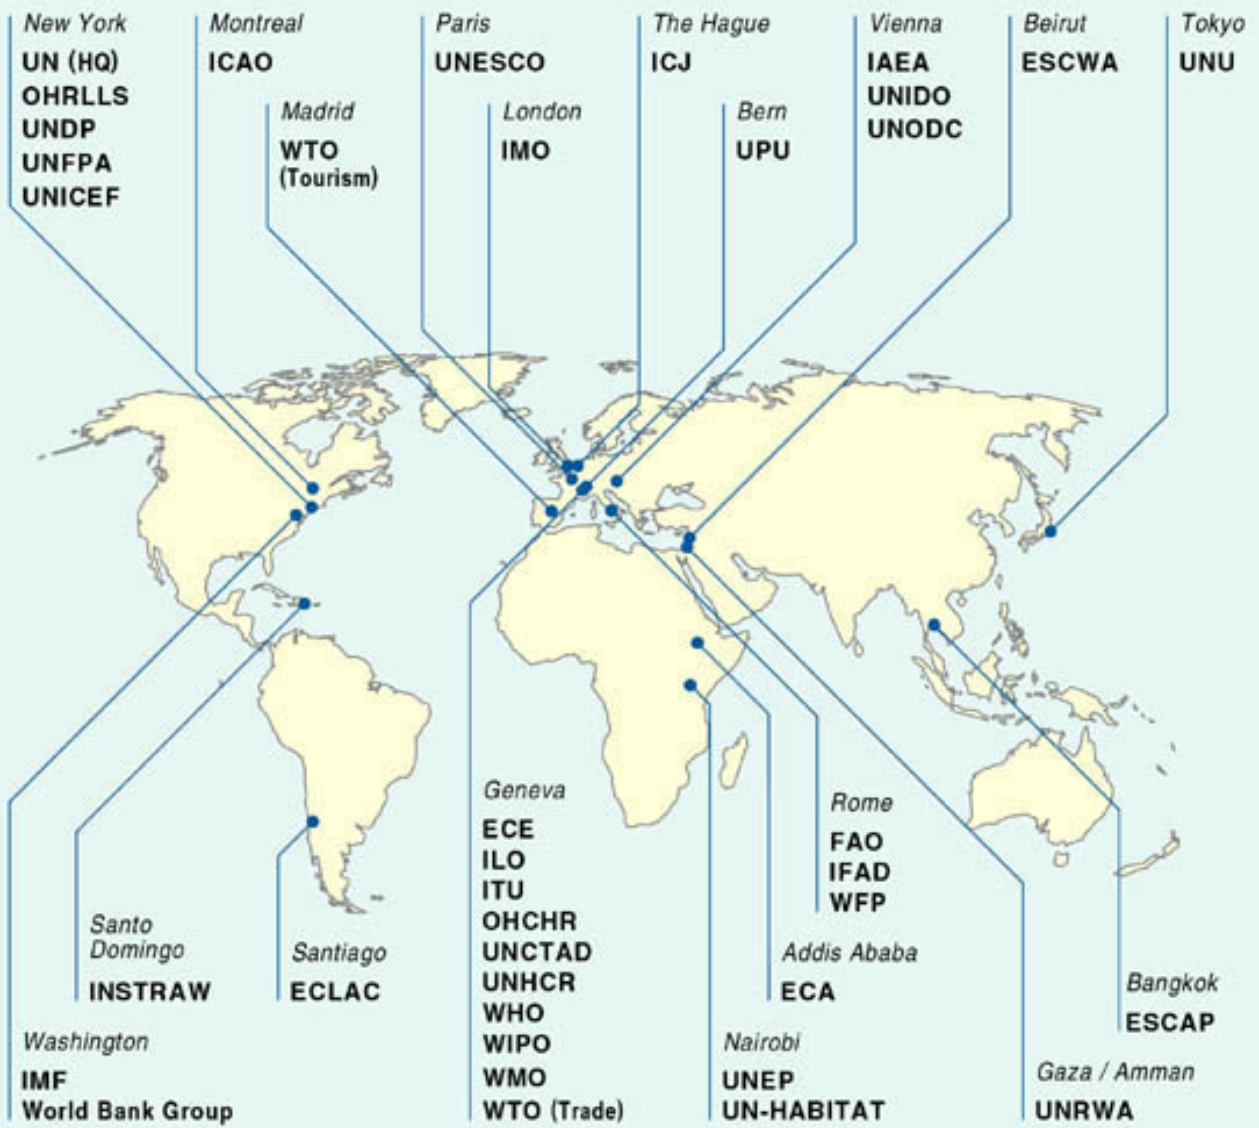 New York
UN (HQ)
OHRLLS
UNDP
UNFPA
UNICEF
Montreal
ICAO
Madrid
WTO
(Tourism)
Paris
UNESCO
London
IMO
The Hague
ICJ
Bern
UPU
Vienna
IAEA
UNIDO
UNODC
Beirut
ESCWA
Tokyo
UNU
Washington
IMF
World Bank Group
Santo
Domingo
INSTRAW
Santiago
ECLAC
Geneva
ECE
ILO
ITU
OHCHR
UNCTAD
UNHCR
WHO
WIPO
WMO
WTO (Trade)
Nairobi
UNEP
UN-HABITAT
Addis Ababa
ECA
Rome
FAO
IFAD
WFP
Gaza / Amman
UNRWA
Bangkok
ESCAP